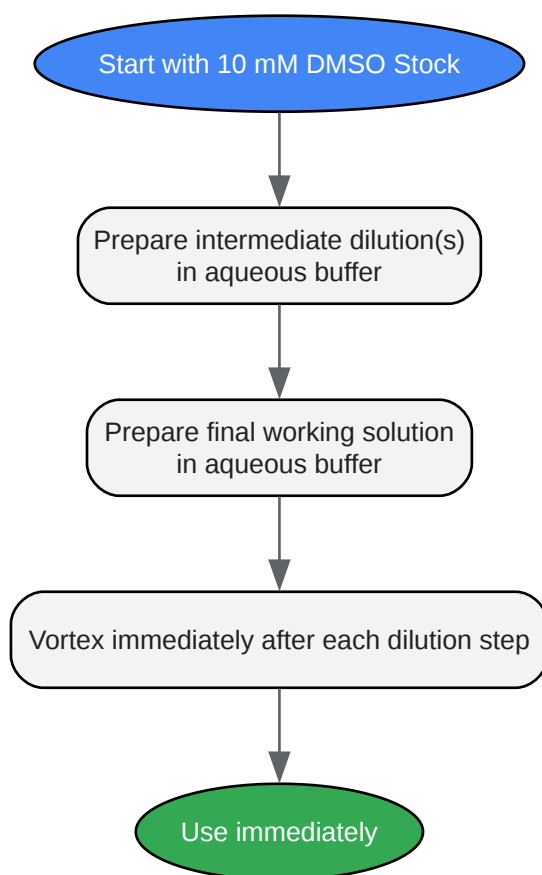 Start with 10 mM DMSO Stock
Prepare intermediate dilution(s)
in aqueous buffer
Prepare final working solution
in aqueous buffer
Vortex immediately after each dilution step
Use immediately